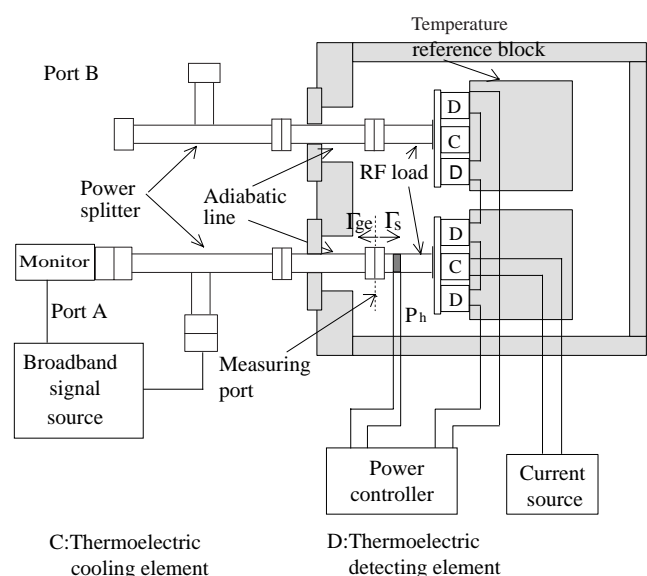 Temperature
reference block
Port B
D
C
D
Power
splitter
Adiabatic
line
RF load
Γge
Γs
D
C
D
Monitor
Port A
Ph
Measuring
port
Broadband
signal
source
Power
controller
Current
source
C:Thermoelectric
cooling element
D:Thermoelectric
detecting element